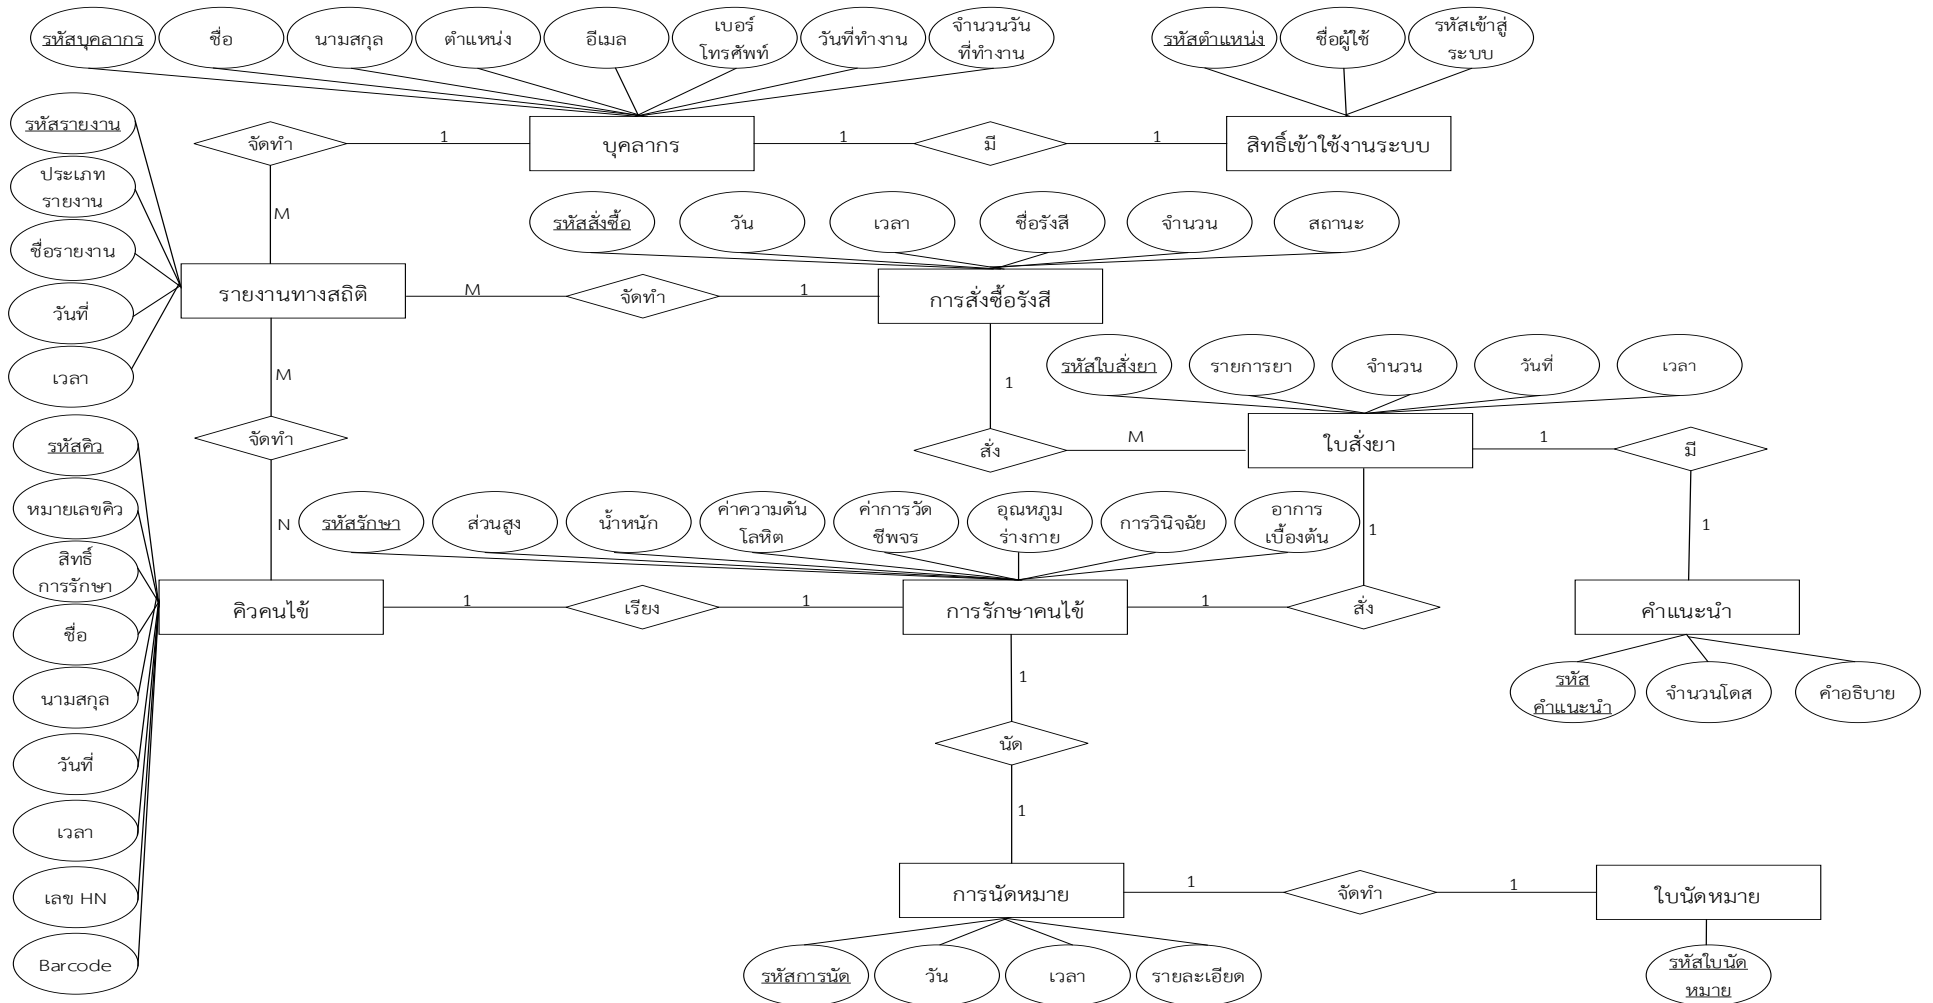 รหัสบุคลากร
ชื่อ
นามสกุล
ตำแหน่ง
อีเมล
เบอร์
โทรศัพท์
วันที่ทำงาน
จำนวนวัน
ที่ทำงาน
รหัสตำแหน่ง
ชื่อผู้ใช้
รหัสเข้าสู่
ระบบ
จัดทำ
1
บุคลากร
1
มี
1
สิทธิ์เข้าใช้งานระบบ
M
รหัสรายงาน
ประเภท
รายงาน
ชื่อรายงาน
วันที่
เวลา
รหัสสั่งซื้อ
วัน
เวลา
ชื่อรังสี
จำนวน
สถานะ
รายงานทางสถิติ
M
จัดทำ
1
การสั่งซื้อรังสี
M
จัดทำ
N
1
สั่ง
M
รหัสใบสั่งยา
รายการยา
จำนวน
วันที่
เวลา
ใบสั่งยา
1
มี
1
รหัสคิว
หมายเลขคิว
สิทธิ์
การรักษา
ชื่อ
นามสกุล
วันที่
เวลา
เลข HN
Barcode
รหัสรักษา
ส่วนสูง
น้ำหนัก
ค่าความดัน
โลหิต
ค่าการวัด
ชีพจร
อุณหภูม
ร่างกาย
การวินิจฉัย
อาการ
เบื้องต้น
1
คิวคนไข้
1
เรียง
1
การรักษาคนไข้
1
สั่ง
คำแนะนำ
รหัส
คำแนะนำ
จำนวนโดส
คำอธิบาย
1
นัด
1
การนัดหมาย
1
จัดทำ
1
ใบนัดหมาย
รหัสการนัด
วัน
เวลา
รายละเอียด
รหัสใบนัด
หมาย